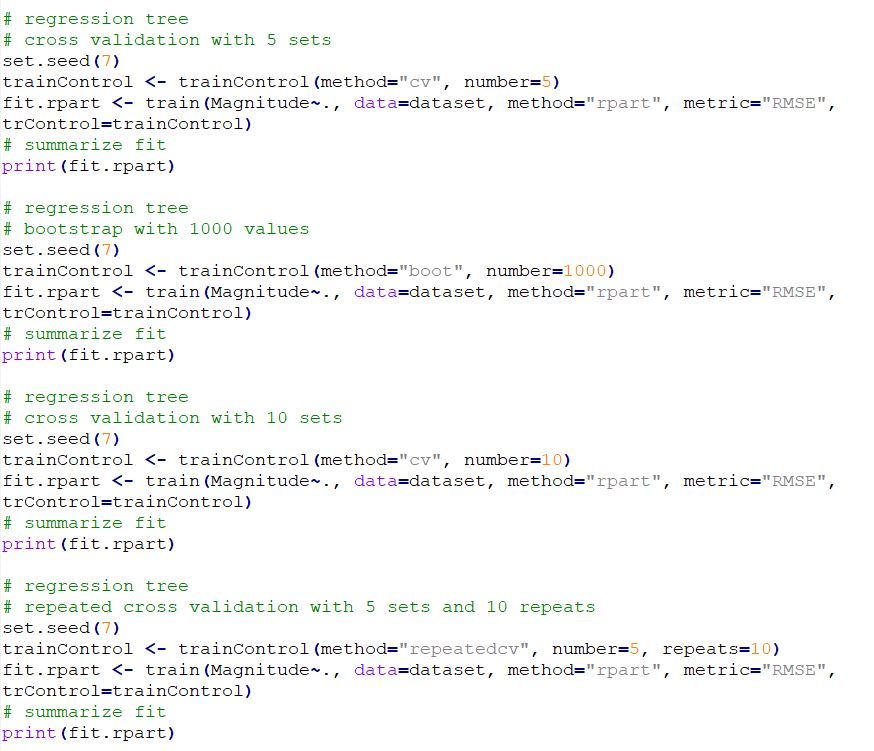 # regression tree
# cross validation with 5 sets
set.seed(7)
trainControl <- trainControl(method="cv", number=5)
fit.rpart <- train(Magnitude~., data=dataset, method="rpart", metric="RMSE",
trControl=trainControl)
# summarize fit
print(fit.rpart)

# regression tree
# bootstrap with 1000 values
set.seed(7)
trainControl <- trainControl(method="boot", number=1000)
fit.rpart <- train(Magnitude~., data=dataset, method="rpart", metric="RMSE",
trControl=trainControl)
# summarize fit
print(fit.rpart)

# regression tree
# cross validation with 10 sets
set.seed(7)
trainControl <- trainControl(method="cv", number=10)
fit.rpart <- train(Magnitude~., data=dataset, method="rpart", metric="RMSE",
trControl=trainControl)
# summarize fit
print(fit.rpart)

# regression tree
# repeated cross validation with 5 sets and 10 repeats
set.seed(7)
trainControl <- trainControl(method="repeatedcv", number=5, repeats=10)
fit.rpart <- train(Magnitude~., data=dataset, method="rpart", metric="RMSE",
trControl=trainControl)
# summarize fit
print(fit.rpart)